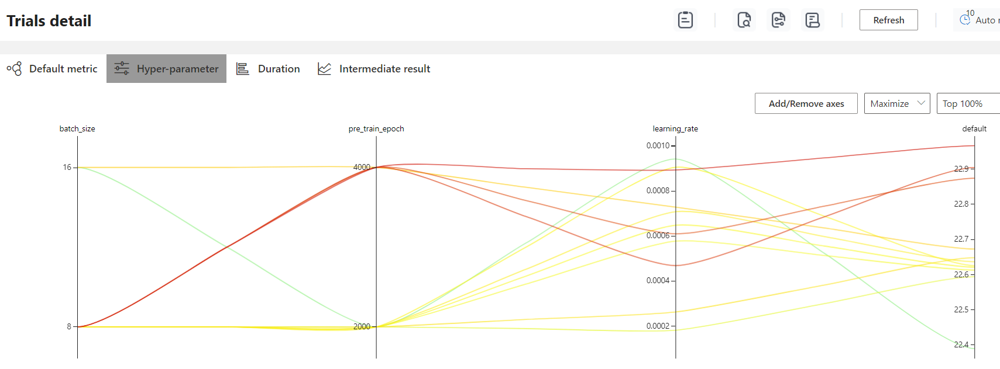 Trials detail
Refresh
10
Auto r
Default metric
Hyper-parameter
Duration
Intermediate result
Add/Remove axes
Maximize
Top 100%
batch_size
pre_train_epoch
learning_rate
default
16
8
4000
2000
0.0010
0.0008
0.0006
0.0004
0.0002
22.9
22.8
22.7
22.6
22.5
22.4